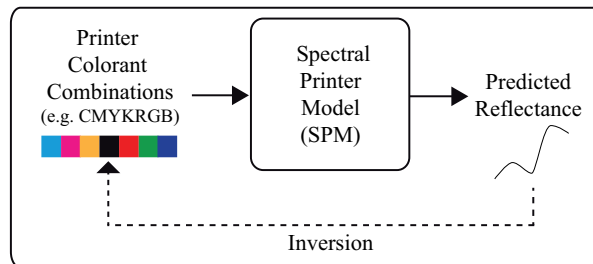 Printer
Colorant
Combinations
(e.g. CMYKRGB)
Spectral
Printer
Model
(SPM)
Predicted
Reflectance
Inversion